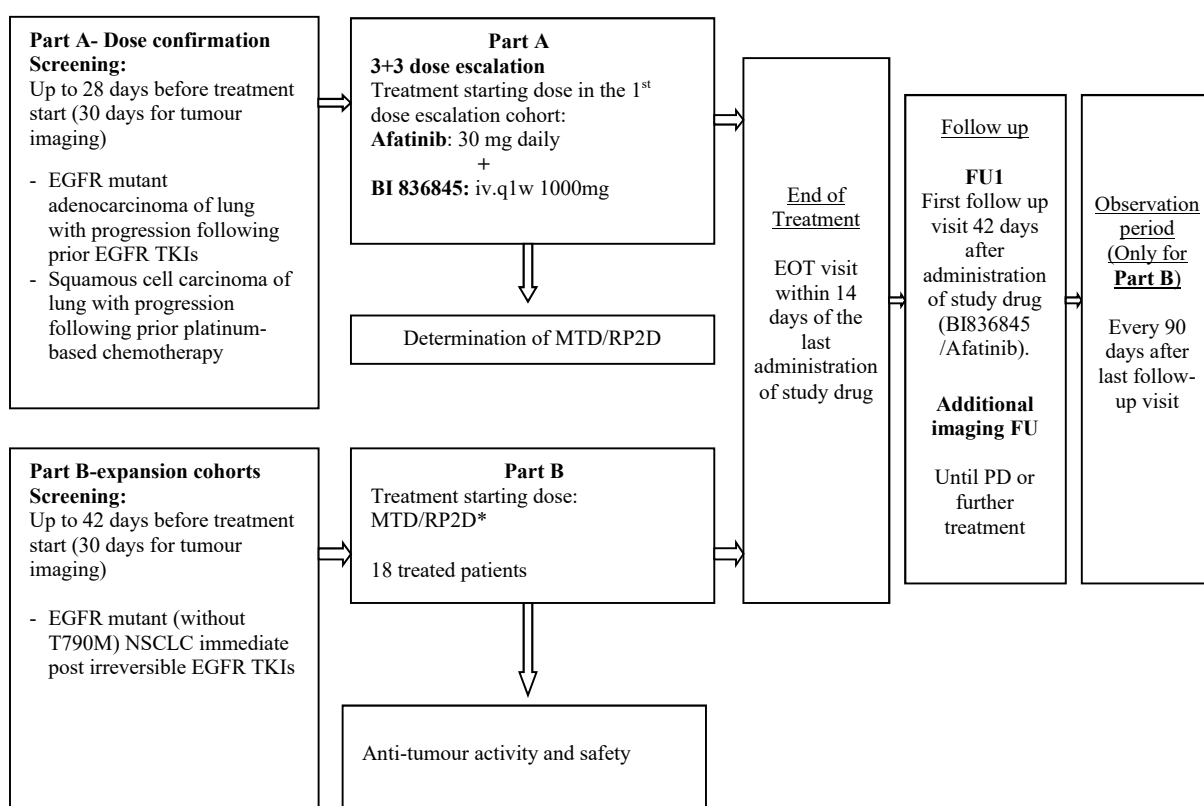 Part A- Dose confirmation
Screening:
Up to 28 days before treatment
start (30 days for tumour
imaging)
- EGFR mutant
adenocarcinoma of lung
with progression following
prior EGFR TKIs
- Squamous cell carcinoma of
lung with progression
following prior platinum-
based chemotherapy
Part A
3+3 dose escalation
Treatment starting dose in the 1st
dose escalation cohort:
Afatinib: 30 mg daily
+
BI 836845: iv.q1w 1000mg
Determination of MTD/RP2D
Part B-expansion cohorts
Screening:
Up to 42 days before treatment
start (30 days for tumour
imaging)
- EGFR mutant (without
T790M) NSCLC immediate
post irreversible EGFR TKIs
Part B
Treatment starting dose:
MTD/RP2D*
18 treated patients
Anti-tumour activity and safety
End of
Treatment
EOT visit
within 14
days of the
last
administration
of study drug
Follow up
FU1
First follow up
visit 42 days
after
administration
of study drug
(BI836845
/Afatinib).
Additional
imaging FU
Until PD or
further
treatment
Observation
period
(Only for
Part B)
Every 90
days after
last follow-
up visit